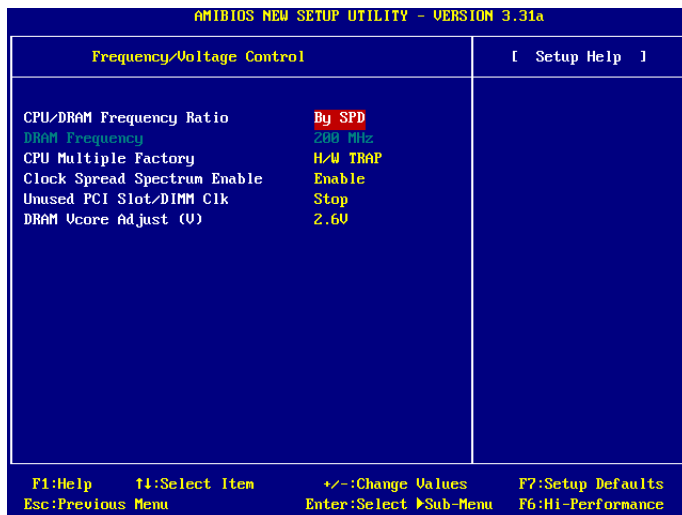 AMIBIOS NEW SETUP UTILITY - VERSION 3.31a
Frequency/Voltage Control
[ Setup Help ]
CPU/DRAM Frequency Ratio By SPD
DRAM Frequency 200 MHz
CPU Multiple Factory H/W TRAP
Clock Spread Spectrum Enable Enable
Unused PCI Slot/DIMM Clk Stop
DRAM Vcore Adjust (V) 2.6V
F1:Help ↑↓:Select Item +/-:Change Values F7:Setup Defaults
Esc:Previous Menu Enter:Select ▶Sub-Menu F6:Hi-Performance